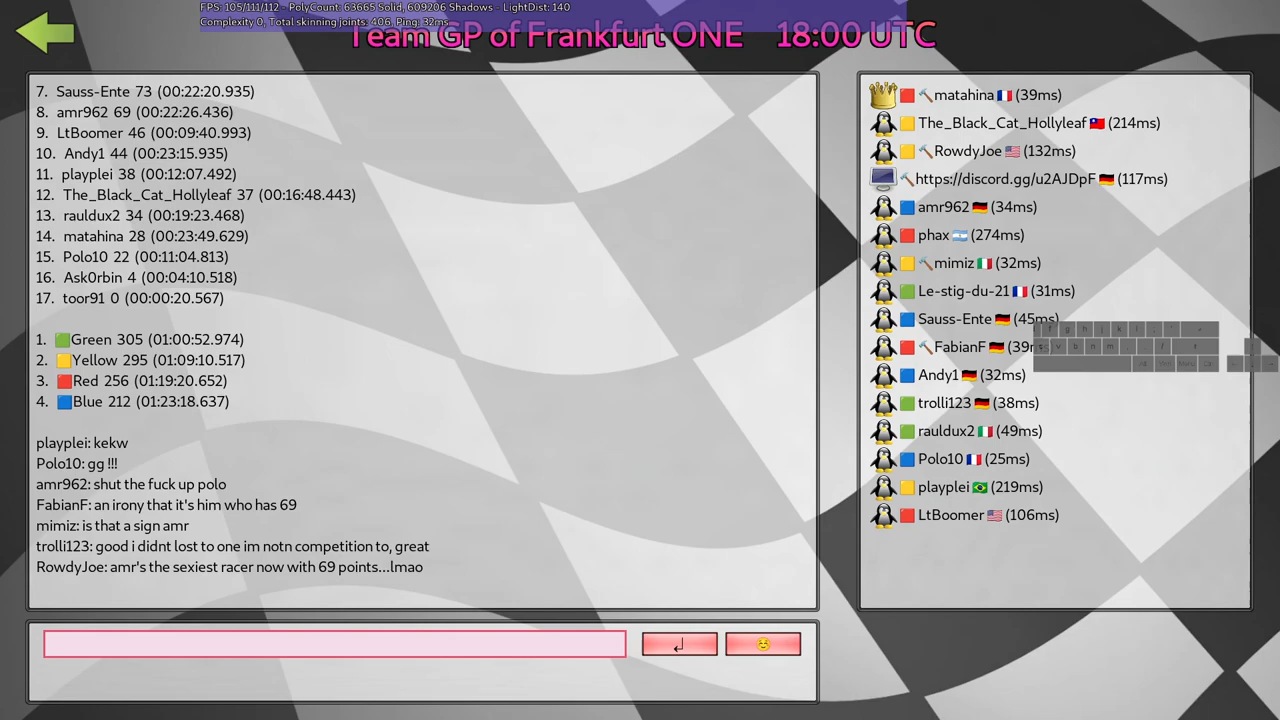 FPS: 105/111/112 - PolyCount: 63665 Solid, 609206 Shadows - LightDist: 140
Complexity 0, Total skinning joints: 406, Ping: 32ms
Team GP of Frankfurt ONE 18:00 UTC
7. Sauss-Ente 73 (00:22:20.935)
8. amr962 69 (00:22:26.436)
9. LtBoomer 46 (00:09:40.993)
10. Andy1 44 (00:23:15.935)
11. playplei 38 (00:12:07.492)
12. The_Black_Cat_Hollyleaf 37 (00:16:48.443)
13. rauldux2 34 (00:19:23.468)
14. matahina 28 (00:23:49.629)
15. Polo10 22 (00:11:04.813)
16. Ask0rbin 4 (00:04:10.518)
17. toor91 0 (00:00:20.567)
1. 🟩Green 305 (01:00:52.974)
2. 🟨Yellow 295 (01:09:10.517)
3. 🟥Red 256 (01:19:20.652)
4. 🟦Blue 212 (01:23:18.637)
playplei: kekw
Polo10: gg !!!
amr962: shut the fuck up polo
FabianF: an irony that it's him who has 69
mimiz: is that a sign amr
trolli123: good i didnt lost to one im notn competition to, great
RowdyJoe: amr's the sexiest racer now with 69 points...lmao
🟥 🔨matahina 🇫🇷 (39ms)
🟨 The_Black_Cat_Hollyleaf 🇹🇼 (214ms)
🟨 🔨RowdyJoe 🇺🇸 (132ms)
🔨https://discord.gg/u2AJDpF 🇩🇪 (117ms)
🟦 amr962 🇩🇪 (34ms)
🟥 phax 🇦🇷 (274ms)
🟨 🔨mimiz 🇮🇹 (32ms)
🟩 Le-stig-du-21 🇫🇷 (31ms)
🟦 Sauss-Ente 🇩🇪 (45ms)
🟥 🔨FabianF 🇩🇪 (39m
🟦 Andy1 🇩🇪 (32ms)
🟩 trolli123 🇩🇪 (38ms)
🟩 rauldux2 🇮🇹 (49ms)
🟦 Polo10 🇫🇷 (25ms)
🟨 playplei 🇧🇷 (219ms)
🟥 LtBoomer 🇺🇸 (106ms)